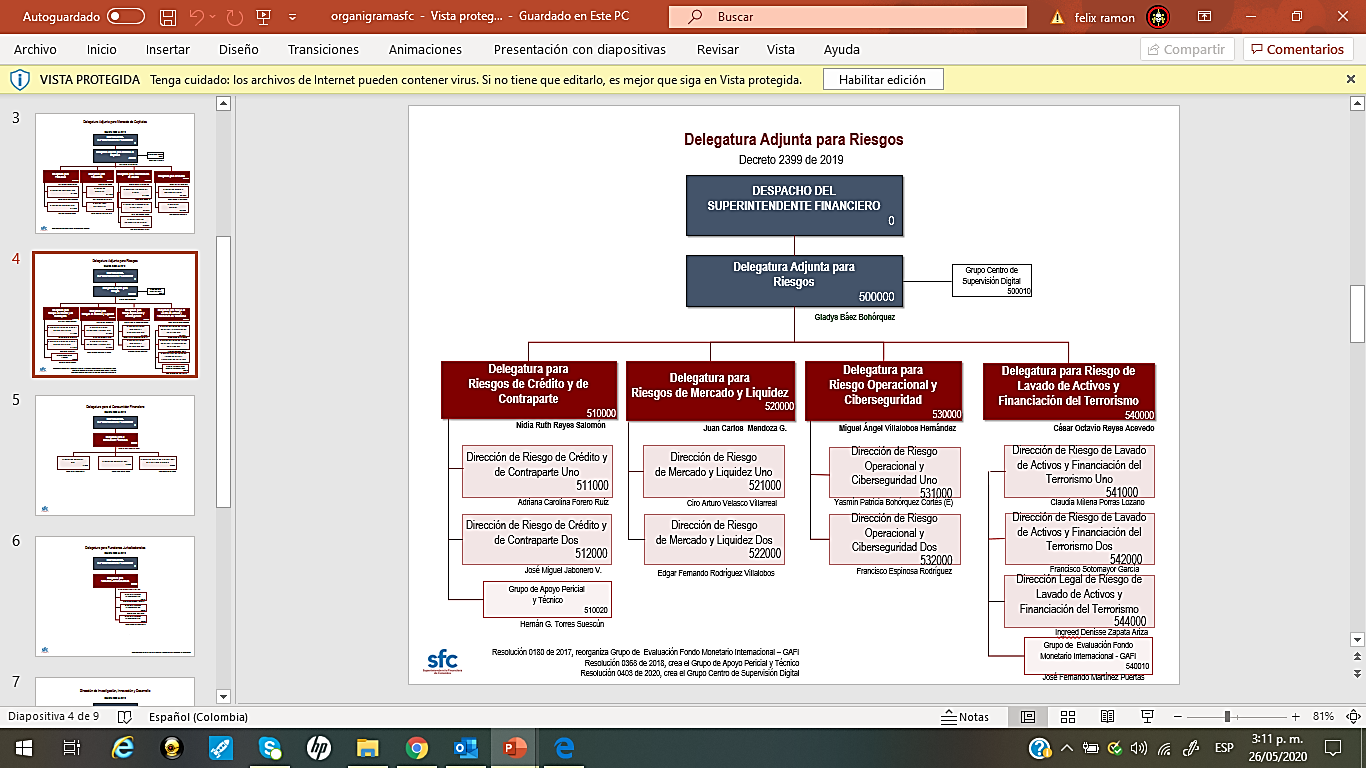 Autoguardado
organigramasfc - Vista proteg... - Guardado en Este PC
Buscar
felix ramon
Archivo Inicio Insertar Diseño Transiciones Animaciones Presentación con diapositivas Revisar Vista Ayuda
Compartir Comentarios
VISTA PROTEGIDA Tenga cuidado: los archivos de Internet pueden contener virus. Si no tiene que editarlo, es mejor que siga en Vista protegida. Habilitar edición
3
4
5
6
7
Delegatura Adjunta para Riesgos
Decreto 2399 de 2019
DESPACHO DEL
SUPERINTENDENTE FINANCIERO
0
Delegatura Adjunta para
Riesgos
500000
Gladys Báez Bohórquez
Grupo Centro de
Supervisión Digital
500010
Delegatura para
Riesgos de Crédito y de
Contraparte
510000
Nidia Ruth Reyes Salomón
Dirección de Riesgo de Crédito y
de Contraparte Uno
511000
Adriana Carolina Forero Ruiz
Dirección de Riesgo de Crédito y
de Contraparte Dos
512000
José Miguel Jabonero V.
Grupo de Apoyo Pericial
y Técnico
510020
Hernán G. Torres Suescún
Delegatura para
Riesgos de Mercado y Liquidez
520000
Juan Carlos Mendoza G.
Dirección de Riesgo
de Mercado y Liquidez Uno
521000
Ciro Arturo Velasco Villarreal
Dirección de Riesgo
de Mercado y Liquidez Dos
522000
Edgar Fernando Rodríguez Villalobos
Delegatura para
Riesgo Operacional y
Ciberseguridad
530000
Miguel Ángel Villalobos Hernández
Dirección de Riesgo
Operacional y
Ciberseguridad Uno
531000
Yasmin Patricia Bohórquez Cortés (E)
Dirección de Riesgo
Operacional y
Ciberseguridad Dos
532000
Francisco Espinosa Rodríguez
Delegatura para Riesgo de
Lavado de Activos y
Financiación del Terrorismo
540000
César Octavio Reyes Acevedo
Dirección de Riesgo de Lavado
de Activos y Financiación del
Terrorismo Uno
541000
Claudia Milena Porras Lozano
Dirección de Riesgo de Lavado
de Activos y Financiación del
Terrorismo Dos
542000
Francisco Sotomayor García
Dirección Legal de Riesgo de
Lavado de Activos y
Financiación del Terrorismo
544000
Ingreed Denisse Zapata Ariza
Grupo de Evaluación Fondo
Monetario Internacional - GAFI
540010
José Fernando Martínez Puertas
sfc
Resolución 0180 de 2017, reorganiza Grupo de Evaluación Fondo Monetario Internacional – GAFI
Resolución 0368 de 2018, crea el Grupo de Apoyo Pericial y Técnico
Resolución 0403 de 2020, crea el Grupo Centro de Supervisión Digital
Diapositiva 4 de 9 Español (Colombia) Notas 81%
ESP
3:11 p. m.
26/05/2020